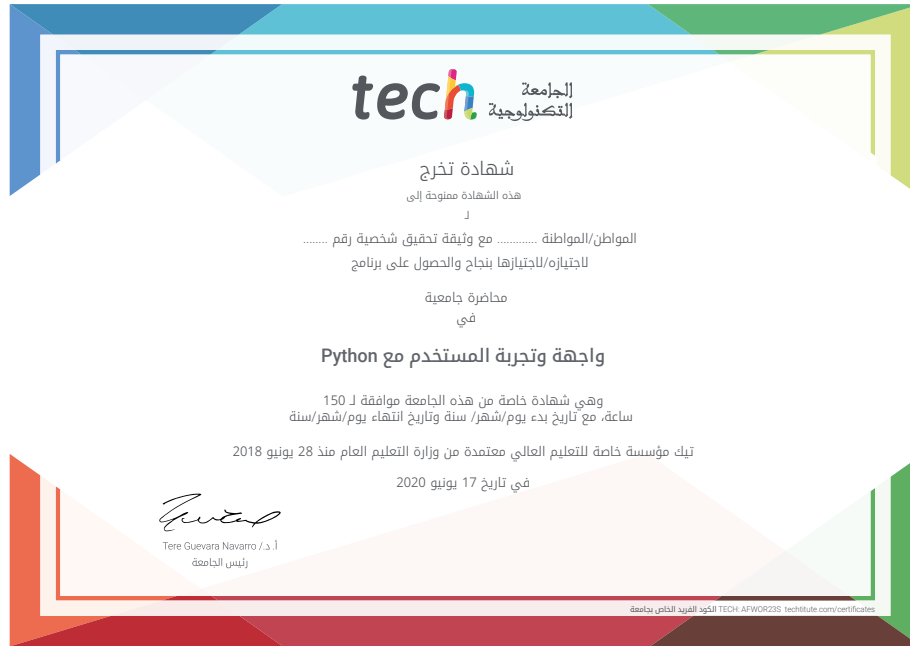 tech الجامعة
التكنولوجية
شهادة تخرج
هذه الشهادة ممنوحة إلى
لـ
المواطن/المواطنة ............ مع وثيقة تحقيق شخصية رقم ........
لاجتيازه/لاجتيازها بنجاح والحصول على برنامج
محاضرة جامعية
في
واجهة وتجربة المستخدم مع Python
وهي شهادة خاصة من هذه الجامعة موافقة لـ 150
ساعة، مع تاريخ بدء يوم/شهر/ سنة وتاريخ انتهاء يوم/شهر/سنة
تيك مؤسسة خاصة للتعليم العالي معتمدة من وزارة التعليم العام منذ 28 يونيو 2018
في تاريخ 17 يونيو 2020
أ. د./ Tere Guevara Navarro
رئيس الجامعة
الكود الفريد الخاص بجامعة TECH: AFWOR23S techtitute.com/certificates